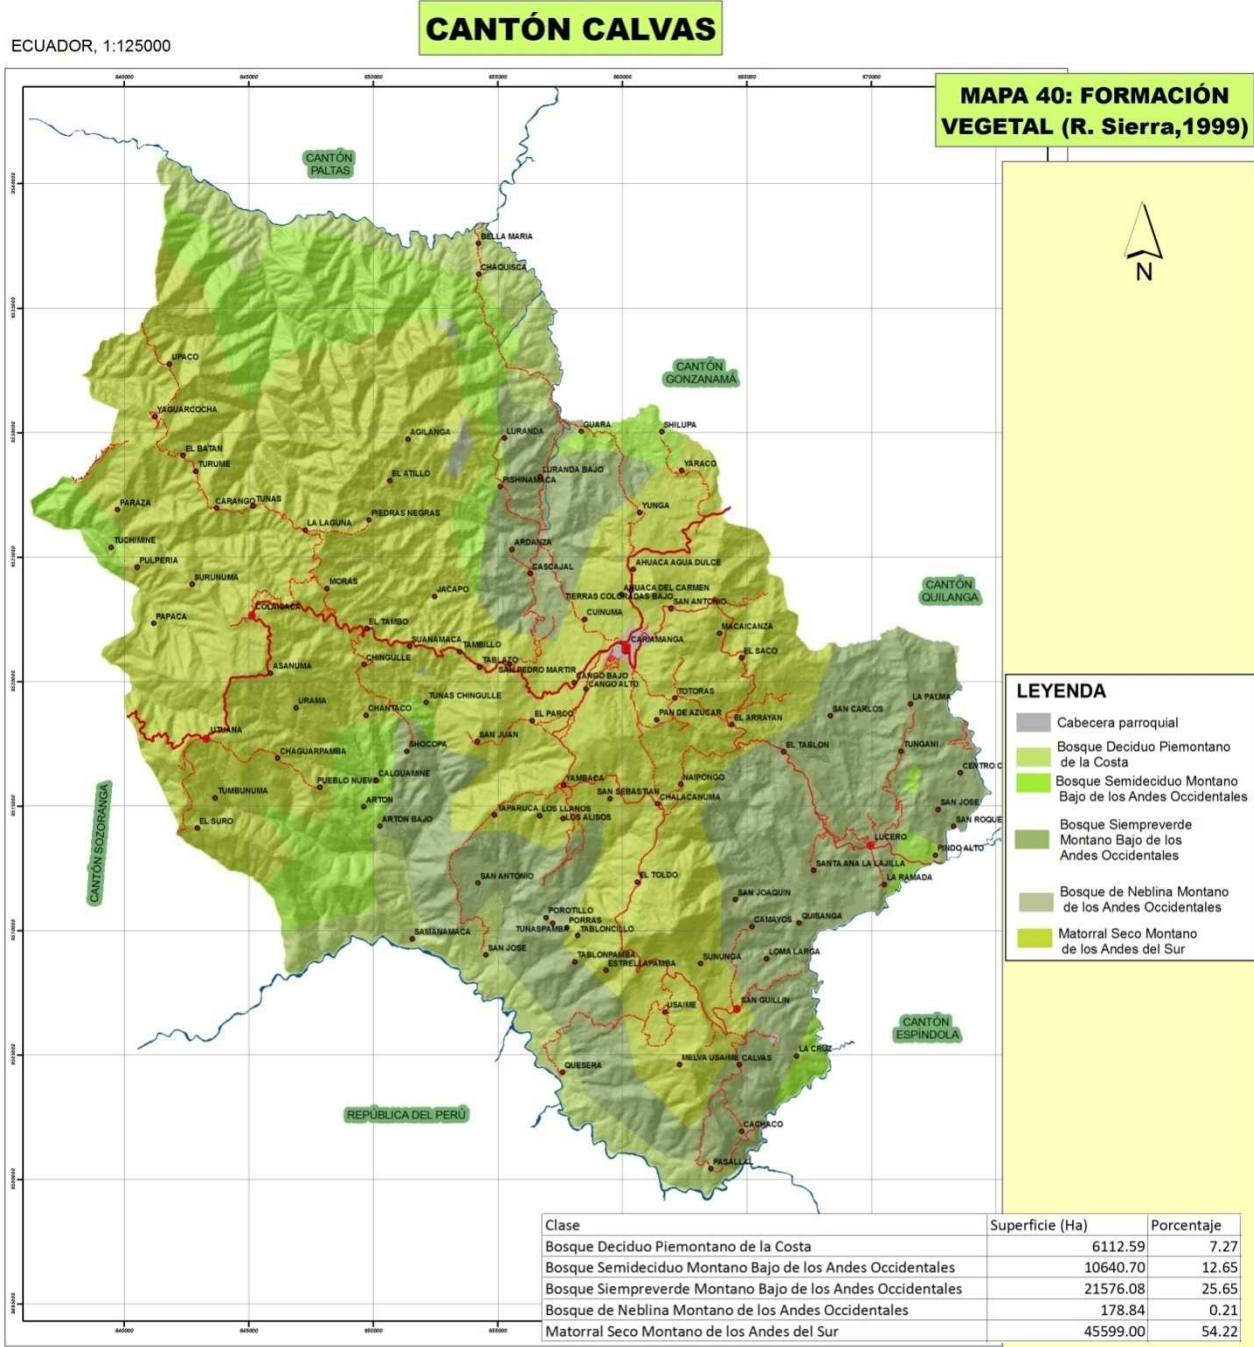 CANTÓN CALVAS
ECUADOR, 1:125000
MAPA 40: FORMACIÓN
VEGETAL (R. Sierra,1999)
640000 645000 650000 655000 660000 665000 670000
CANTÓN
PALTAS
BELLA MARIA
CHAQUISCA
N
UPACO
CANTÓN
GONZANAMÁ
YAGUARCOCHA
AGILANGA
LURANDA
GUARA
SHILUPA
EL BATAN
TURUME
EL ATILLO
PISHINAMACA
LURANDA BAJO
YARACO
PARAZA
CARANGO
TUNAS
LA LAGUNA
PIEDRAS NEGRAS
YUNGA
TUCHIMINE
ARDANZA
PULPERIA
CASCAJAL
AHUACA AGUA DULCE
SURUNUMA
MORAS
JACAPO
AHUACA DEL CARMEN
TIERRAS COLORADAS BAJO
CANTÓN
QUILANGA
PAPACA
COLAISACA
EL TAMBO
CUINUMA
SAN ANTONIO
SUANAMACA
TAMBILLO
CARIAMANGA
MACAICANZA
ASANUMA
CHINGULLE
TABLAZO
SAN PEDRO MARTIR
CANGO BAJO
CANGO ALTO
EL SACO
URAMA
CHANTACO
TUNAS CHINGULLE
EL PARCO
TOTORAS
PAN DE AZUCAR
EL ARRAYAN
SAN CARLOS
LA PALMA
UTUANA
SAN JUAN
CHAGUARPAMBA
SHOCOPA
EL TABLON
TUNGANI
CENTRO C
PUEBLO NUEVO
CALGUAMINE
YAMBACA
NAIPONGO
TUMBUNUMA
ARTON
SAN SEBASTIAN
CHALACANUMA
SAN JOSE
EL SURO
ARTON BAJO
TAPARUCA
LOS LLANOS
LOS ALISOS
SAN ROQUE
LUCERO
PINDO ALTO
CANTÓN SOZORANGA
SAN ANTONIO
EL TOLDO
SANTA ANA LA LAJILLA
LA RAMADA
SAN JOAQUIN
POROTILLO
PORRAS
TUNASPAMBA
TABLONCILLO
CAMAYOS
QUISANGA
SAMANAMACA
SAN JOSE
TABLONPAMBA
ESTRELLAPAMBA
SUNUNGA
LOMA LARGA
USAIME
SAN GUILLIN
CANTÓN
ESPÍNDOLA
QUESERA
MELVA USAIME
CALVAS
LA CRUZ
REPÚBLICA DEL PERÚ
CACHACO
PASALLAL
LEYENDA
Cabecera parroquial
Bosque Deciduo Piemontano
de la Costa
Bosque Semideciduo Montano
Bajo de los Andes Occidentales
Bosque Siempreverde
Montano Bajo de los
Andes Occidentales
Bosque de Neblina Montano
de los Andes Occidentales
Matorral Seco Montano
de los Andes del Sur
Clase Superficie (Ha) Porcentaje
Bosque Deciduo Piemontano de la Costa 6112.59 7.27
Bosque Semideciduo Montano Bajo de los Andes Occidentales 10640.70 12.65
Bosque Siempreverde Montano Bajo de los Andes Occidentales 21576.08 25.65
Bosque de Neblina Montano de los Andes Occidentales 178.84 0.21
Matorral Seco Montano de los Andes del Sur 45599.00 54.22